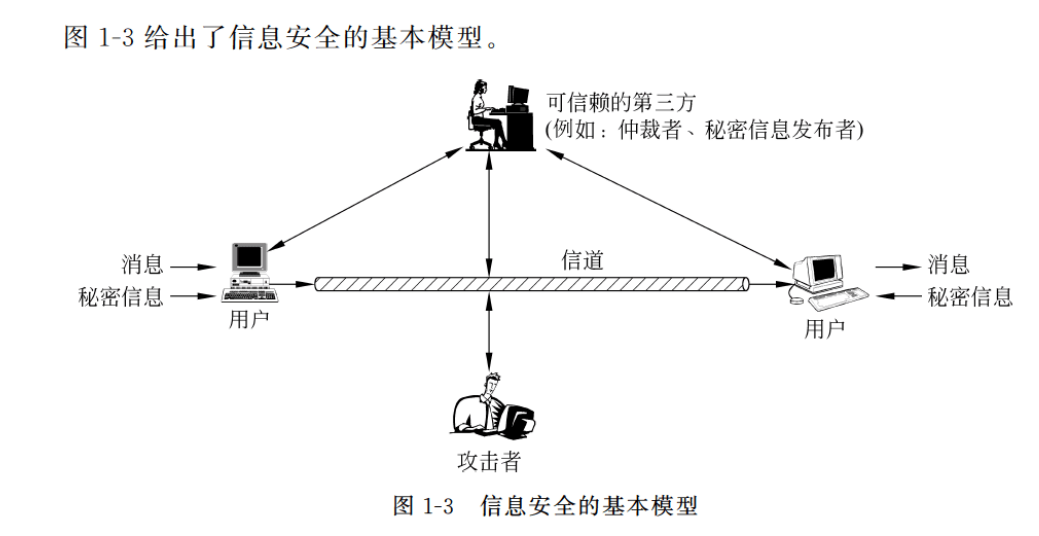 图 1-3 给出了信息安全的基本模型。
可信赖的第三方
(例如：仲裁者、秘密信息发布者)
信道
消息
秘密信息
用户
消息
秘密信息
用户
攻击者
图 1-3 信息安全的基本模型